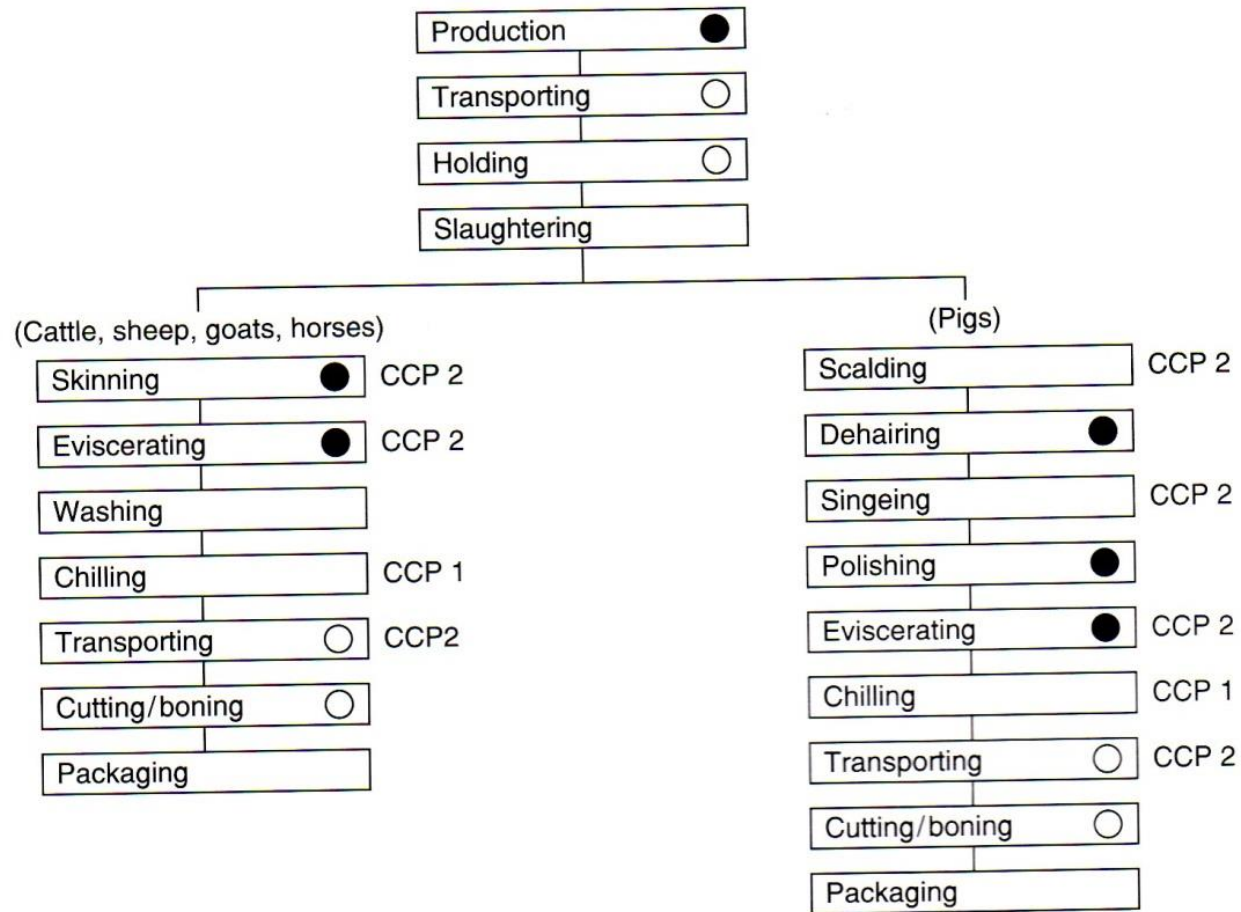 Production
Transporting
Holding
Slaughtering
(Cattle, sheep, goats, horses)
Skinning CCP 2
Eviscerating CCP 2
Washing
Chilling CCP 1
Transporting CCP2
Cutting/boning
Packaging
(Pigs)
Scalding CCP 2
Dehairing
Singeing CCP 2
Polishing
Eviscerating CCP 2
Chilling CCP 1
Transporting CCP 2
Cutting/boning
Packaging